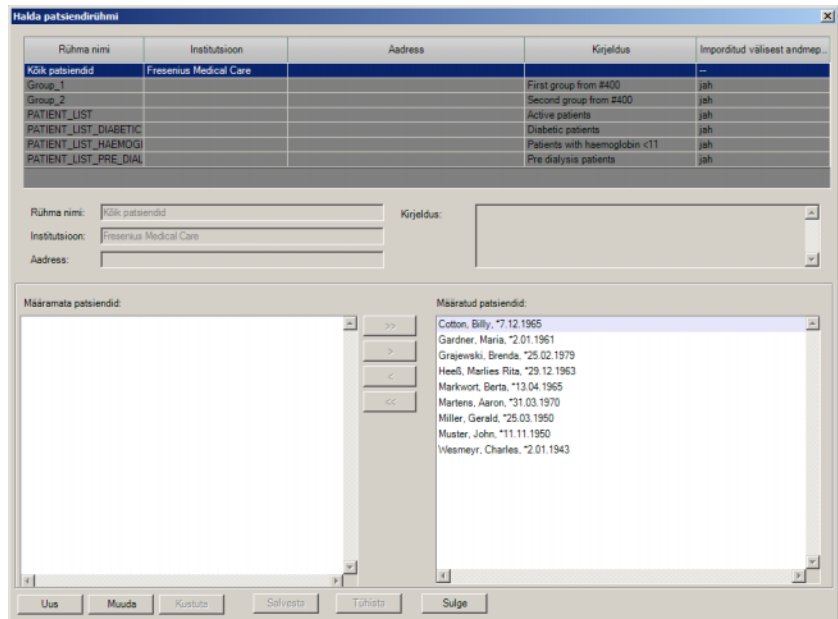 Halda patsiendirühmi
Rühma nimi Institutsioon Aadress Kirjeldus Imporditud välisest andmep...
Kõik patsiendid Fresenius Medical Care --
Group_1 First group from #400 jah
Group_2 Second group from #400 jah
PATIENT_LIST Active patients jah
PATIENT_LIST_DIABETIC Diabetic patients jah
PATIENT_LIST_HAEMOGI Patients with haemoglobin <11 jah
PATIENT_LIST_PRE_DIAL Pre dialysis patients jah
Rühma nimi: Kõik patsiendid Kirjeldus:
Institutsioon: Fresenius Medical Care
Aadress:
Määramata patsiendid: Määratud patsiendid:
>>
>
<
<<
Cotton, Billy, *7.12.1965
Gardner, Maria, *2.01.1961
Grajewski, Brenda, *25.02.1979
Heeß, Marlies Rita, *29.12.1963
Markwort, Berta, *13.04.1965
Martens, Aaron, *31.03.1970
Miller, Gerald, *25.03.1950
Muster, John, *11.11.1950
Wesmeyr, Charles, *2.01.1943
Uus Muuda Kustuta Salvesta Tühista Sulge